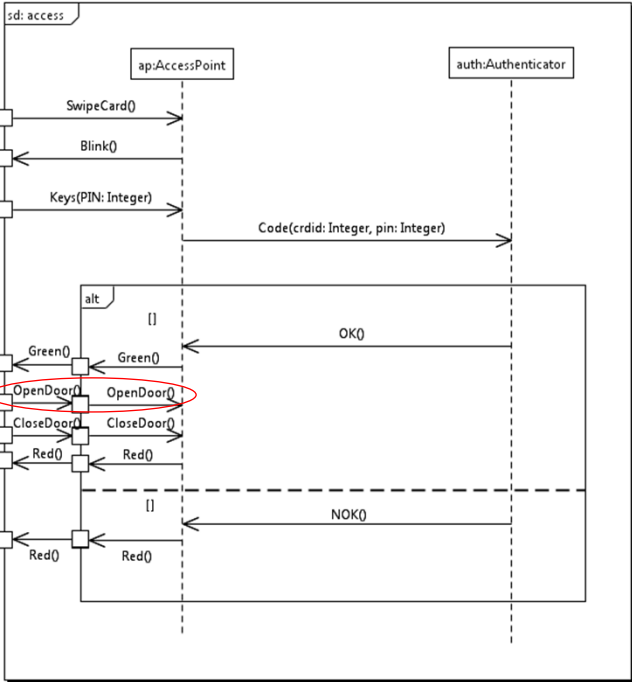 sd: access
ap:AccessPoint
auth:Authenticator
SwipeCard()
Blink()
Keys(PIN: Integer)
Code(crdid: Integer, pin: Integer)
alt
[]
OK()
Green()
Green()
OpenDoor()
OpenDoor()
CloseDoor()
CloseDoor()
Red()
Red()
[]
NOK()
Red()
Red()